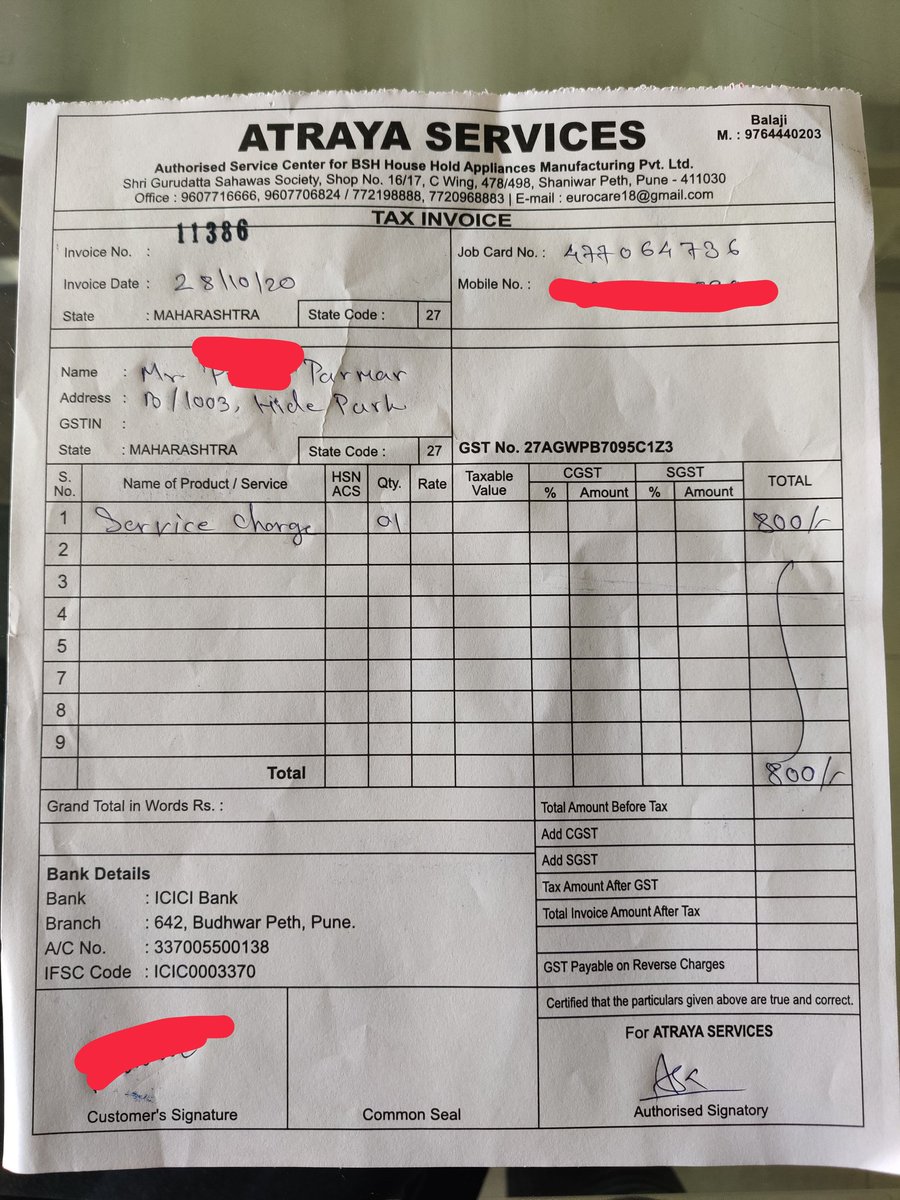 Balaji
M. : 9764440203
ATRAYA SERVICES
Authorised Service Center for BSH House Hold Appliances Manufacturing Pvt. Ltd.
Shri Gurudatta Sahawas Society, Shop No. 16/17, C Wing, 478/498, Shaniwar Peth, Pune - 411030
Office : 9607716666, 9607706824 / 772198888, 7720968883 | E-mail : eurocare18@gmail.com
TAX INVOICE
Invoice No. : 11386
Job Card No. : 477064736
Invoice Date : 28/10/20
Mobile No. :
State : MAHARASHTRA State Code : 27
Name : Mr. Parmar
Address : B/1003, Hide Park
GSTIN :
State : MAHARASHTRA State Code : 27
GST No. 27AGWPB7095C1Z3
S. No. Name of Product / Service HSN ACS Qty. Rate Taxable Value CGST % Amount SGST % Amount TOTAL
1 Service Charge 01 800/-
2
3
4
5
7
8
9
Total 800/-
Grand Total in Words Rs. :
Total Amount Before Tax
Add CGST
Add SGST
Tax Amount After GST
Total Invoice Amount After Tax
GST Payable on Reverse Charges
Bank Details
Bank : ICICI Bank
Branch : 642, Budhwar Peth, Pune.
A/C No. : 337005500138
IFSC Code : ICIC0003370
Certified that the particulars given above are true and correct.
For ATRAYA SERVICES
Customer's Signature
Common Seal
Authorised Signatory